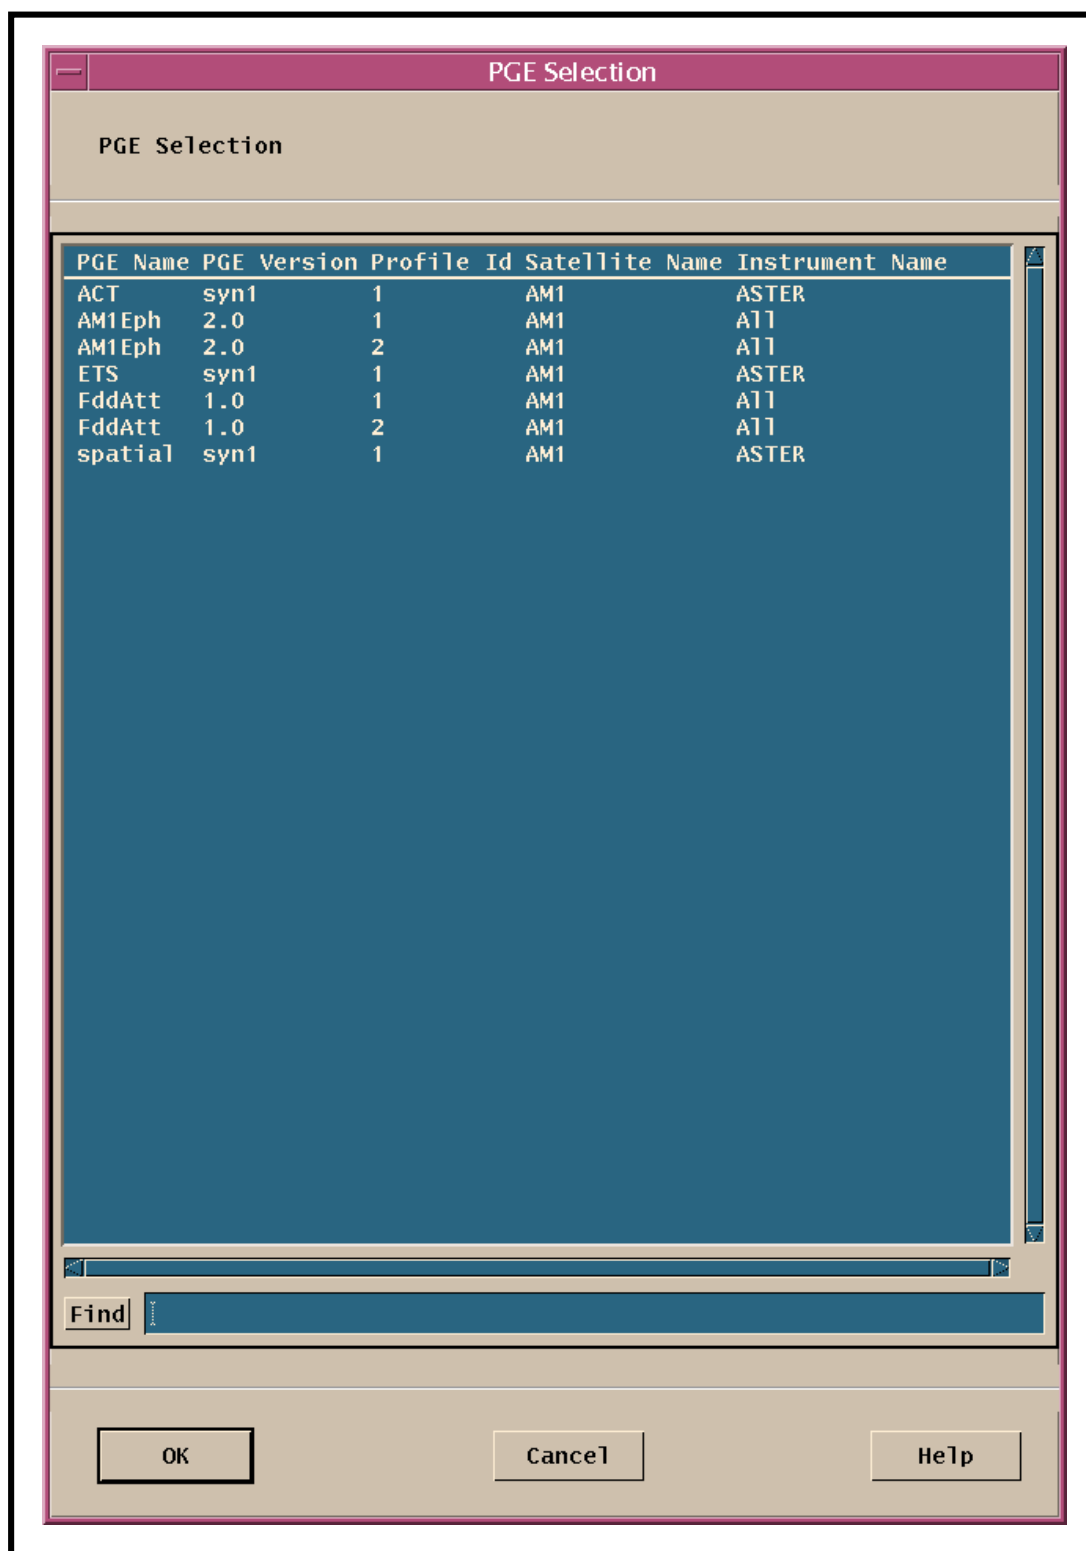 PGE Selection
PGE Selection
PGE Name PGE Version Profile Id Satellite Name Instrument Name
ACT syn1 1 AM1 ASTER
AM1Eph 2.0 1 AM1 All
AM1Eph 2.0 2 AM1 All
ETS syn1 1 AM1 ASTER
FddAtt 1.0 1 AM1 All
FddAtt 1.0 2 AM1 All
spatial syn1 1 AM1 ASTER
Find
OK Cancel Help